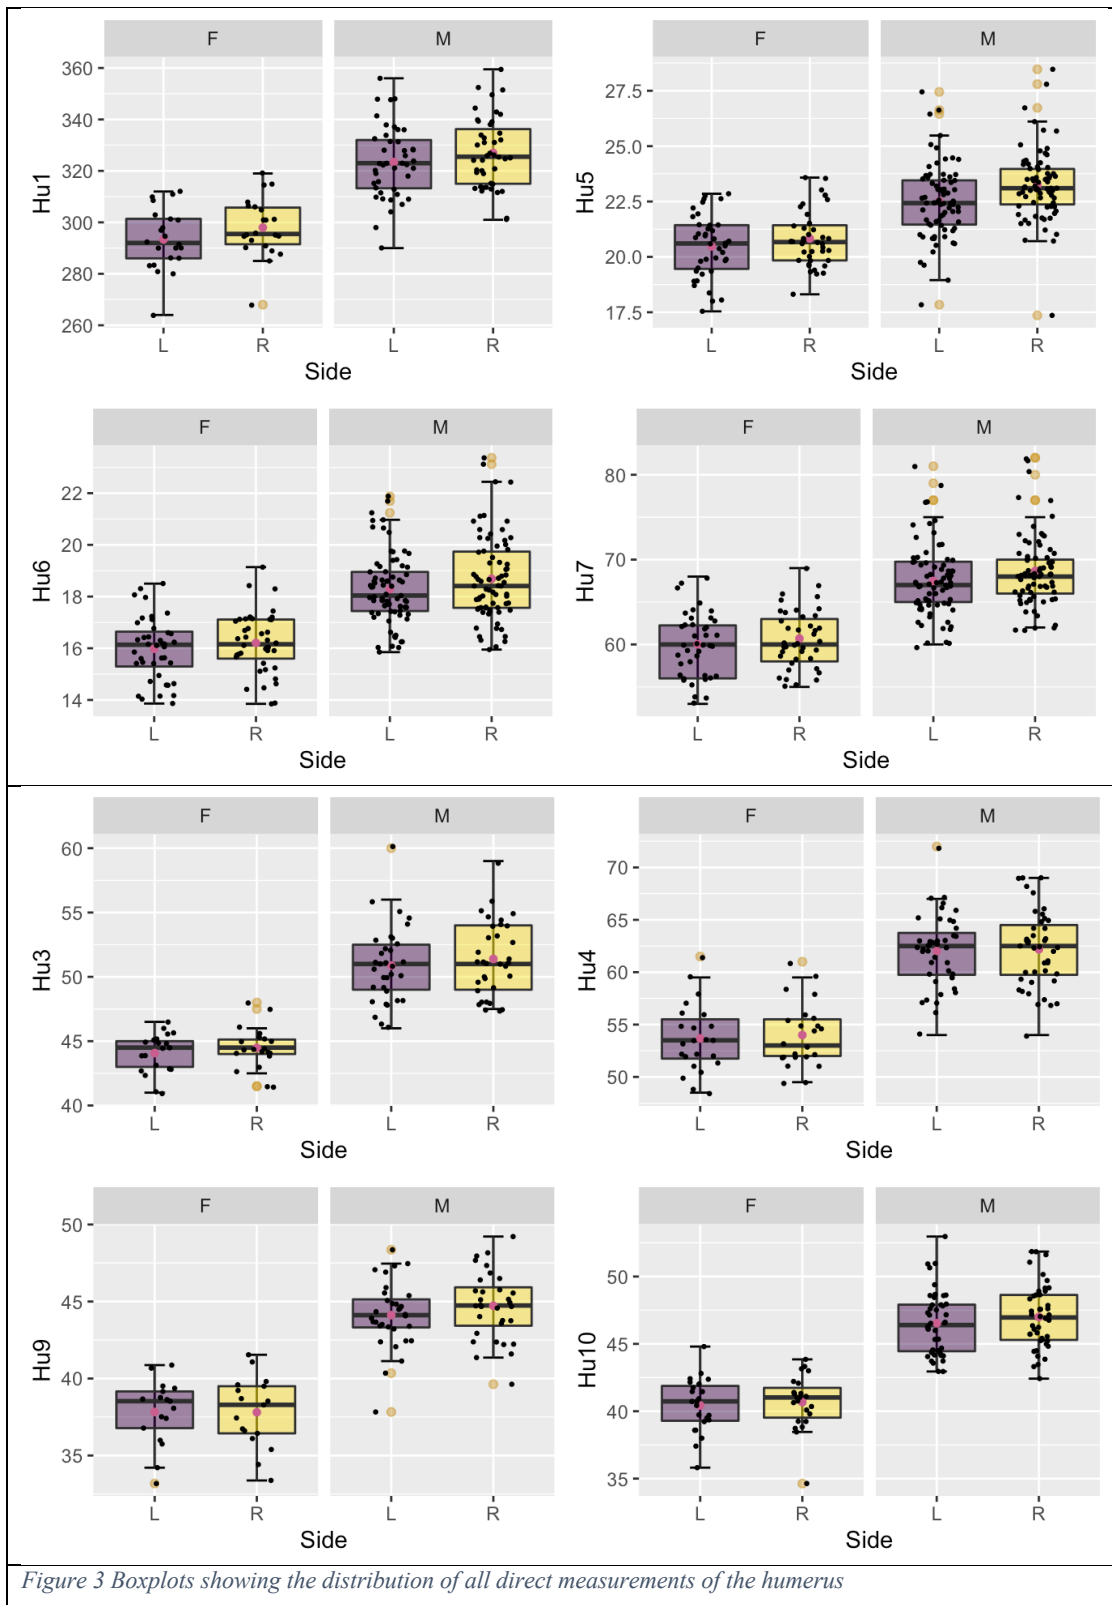 F M
Hu1
360
340
320
300
280
260
L R L R
Side
F M
Hu5
27.5
25.0
22.5
20.0
17.5
L R L R
Side
F M
Hu6
22
20
18
16
14
L R L R
Side
F M
Hu7
80
70
60
L R L R
Side
F M
Hu3
60
55
50
45
40
L R L R
Side
F M
Hu4
70
65
60
55
50
L R L R
Side
F M
Hu9
50
45
40
35
L R L R
Side
F M
Hu10
50
45
40
35
L R L R
Side
Figure 3 Boxplots showing the distribution of all direct measurements of the humerus